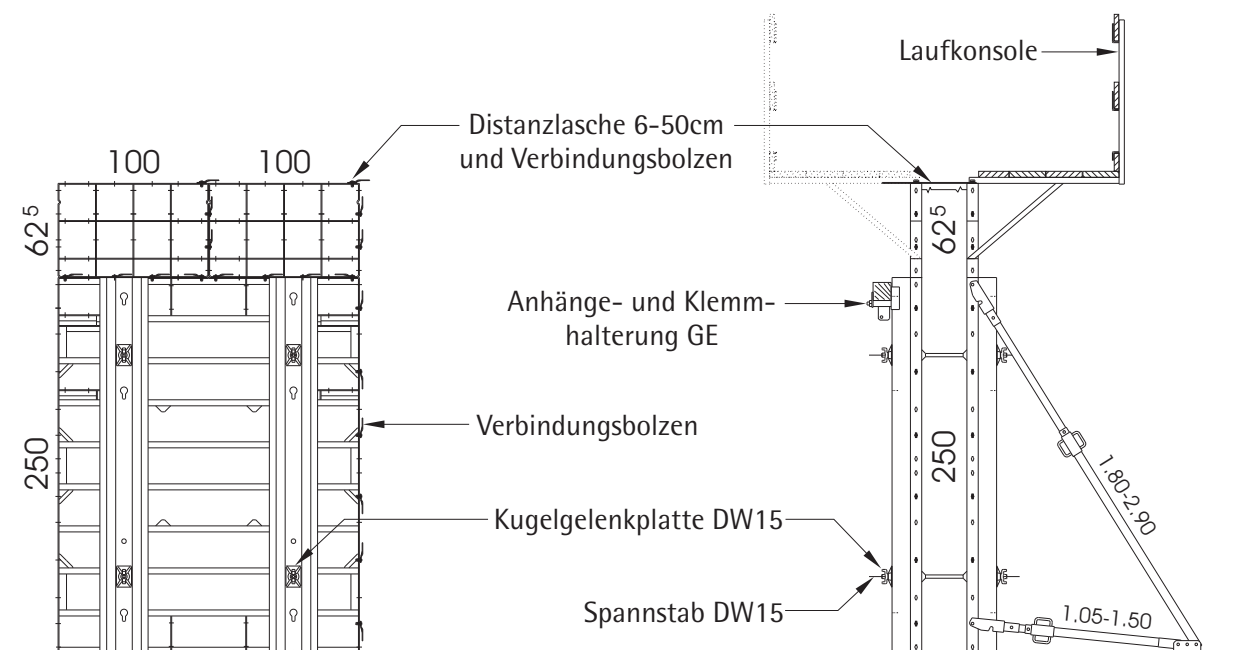 Laufkonsole
Distanzlasche 6-50cm
und Verbindungsbolzen
100
100
62⁵
62⁵
Anhänge- und Klemm-
halterung GE
Verbindungsbolzen
250
250
1.80-2.90
Kugelgelenkplatte DW15
Spannstab DW15
1.05-1.50